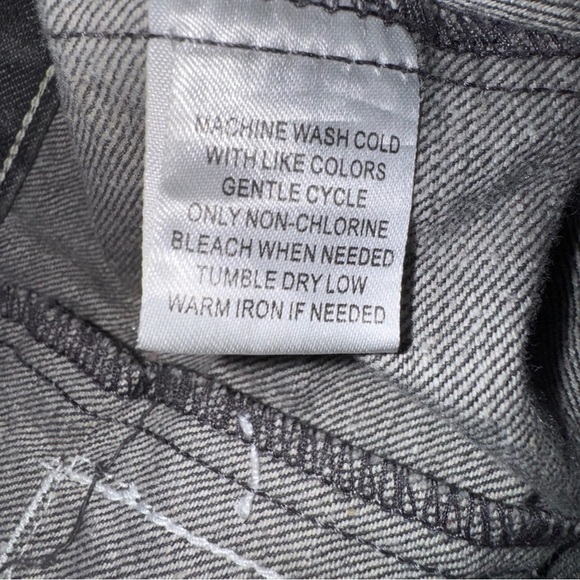 MACHINE WASH COLD
WITH LIKE COLORS
GENTLE CYCLE
ONLY NON-CHLORINE
BLEACH WHEN NEEDED
TUMBLE DRY LOW
WARM IRON IF NEEDED